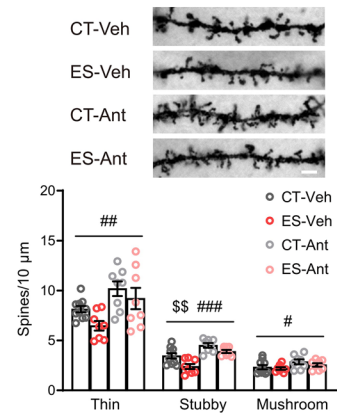 CT-Veh
ES-Veh
CT-Ant
ES-Ant
Spines/10 μm
20
15
10
5
0
##
$$ ###
#
CT-Veh
ES-Veh
CT-Ant
ES-Ant
Thin
Stubby
Mushroom